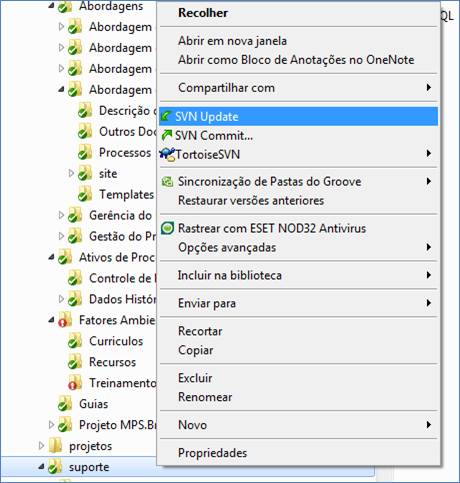 Abordagens
Abordagem
Abordagem
Abordagem
Abordagem
Descrição
Outros Doc
Processos
site
Templates
Gerência do
Gestão do Pr
Ativos de Proc
Controle de
Dados Histór
Fatores Ambie
Curriculos
Recursos
Treinamento
Guias
Projeto MPS.Br
projetos
suporte
Recolher
Abrir em nova janela
Abrir como Bloco de Anotações no OneNote
Compartilhar com
SVN Update
SVN Commit...
TortoiseSVN
Sincronização de Pastas do Groove
Restaurar versões anteriores
Rastrear com ESET NOD32 Antivirus
Opções avançadas
Incluir na biblioteca
Enviar para
Recortar
Copiar
Excluir
Renomear
Novo
Propriedades
QL